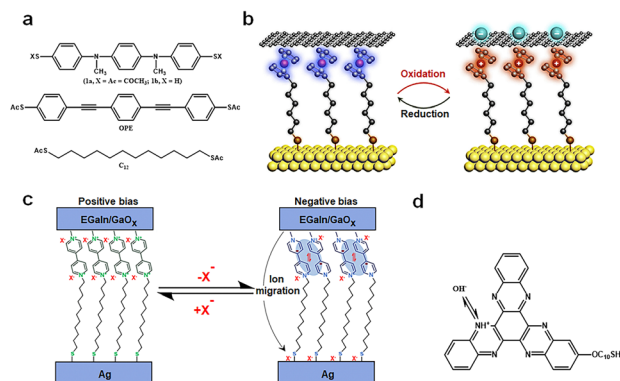 a
XS
N
CH₃
N
CH₃
SX
(1a, X = Ac = COCH₃; 1b, X = H)
AcS
SAc
OPE
AcS
SAc
C₁₂
b
Oxidation
Reduction
c
Positive bias
Negative bias
EGaIn/GaOₓ
EGaIn/GaOₓ
-X⁻
+X⁻
Ion
migration
Ag
Ag
d
OH⁻
N
N
NH⁺
N
N
N
OC₁₀SH